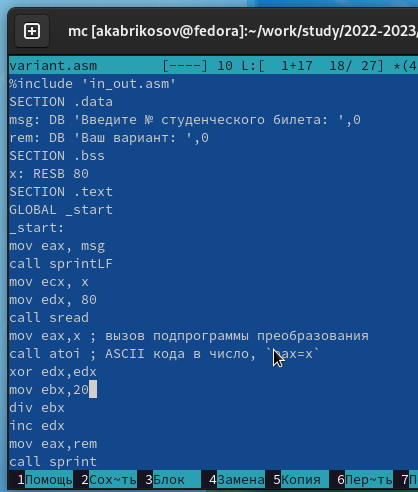 mc [akabrikosov@fedora]:~/work/study/2022-2023/
variant.asm [----] 10 L:[ 1+17 18/ 27] *(4
%include 'in_out.asm'
SECTION .data
msg: DB 'Введите № студенческого билета: ',0
rem: DB 'Ваш вариант: ',0
SECTION .bss
x: RESB 80
SECTION .text
GLOBAL _start
_start:
mov eax, msg
call sprintLF
mov ecx, x
mov edx, 80
call sread
mov eax,x ; вызов подпрограммы преобразования
call atoi ; ASCII кода в число, `eax=x`
xor edx,edx
mov ebx,20
div ebx
inc edx
mov eax,rem
call sprint
1Помощь 2Сох~ть 3Блок 4Замена 5Копия 6Пер~ть 7П